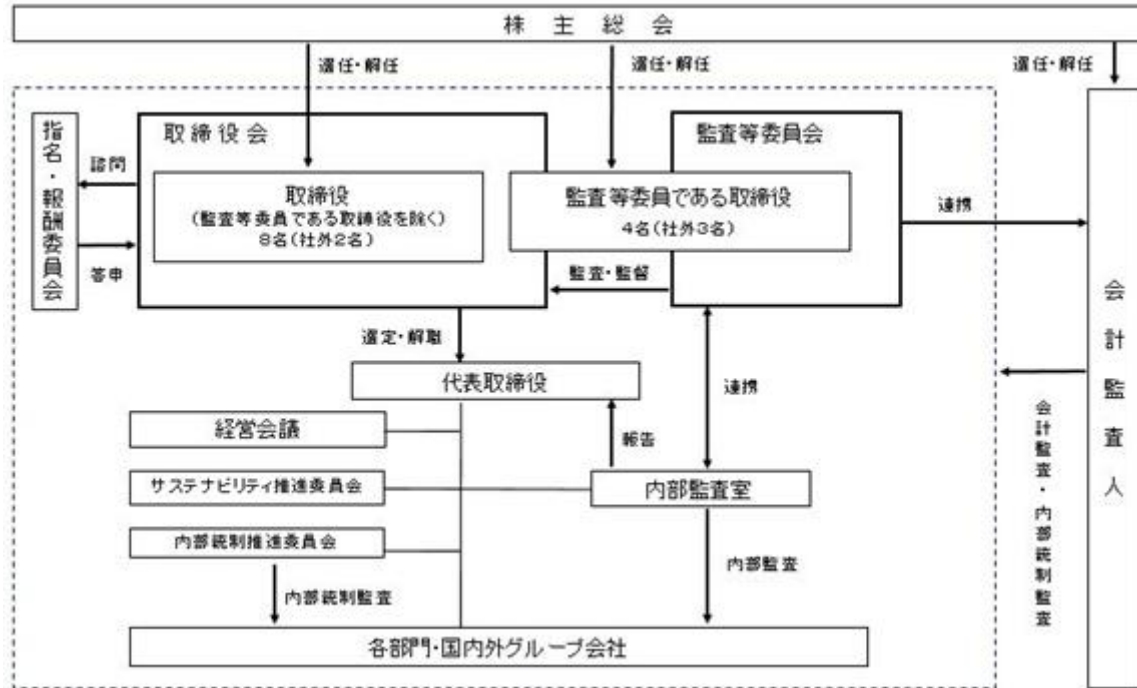 株主総会
選任・解任
選任・解任
選任・解任
指名・報酬委員会
諮問
答申
取締役会
取締役
(監査等委員である取締役を除く)
8名(社外2名)
監査等委員会
監査等委員である取締役
4名(社外3名)
監査・監督
連携
会計監査人
選定・解職
代表取締役
連携
報告
経営会議
サステナビリティ推進委員会
内部監査室
内部統制推進委員会
内部統制監査
内部監査
会計監査・内部統制監査
各部門・国内外グループ会社